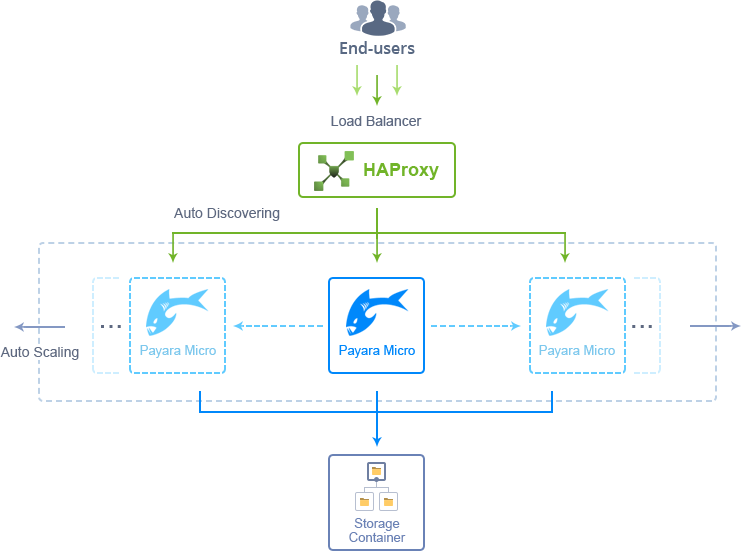 End-users
Load Balancer
HAProxy
Auto Discovering
...
Payara Micro
Payara Micro
Payara Micro
...
Auto Scaling
Storage
Container